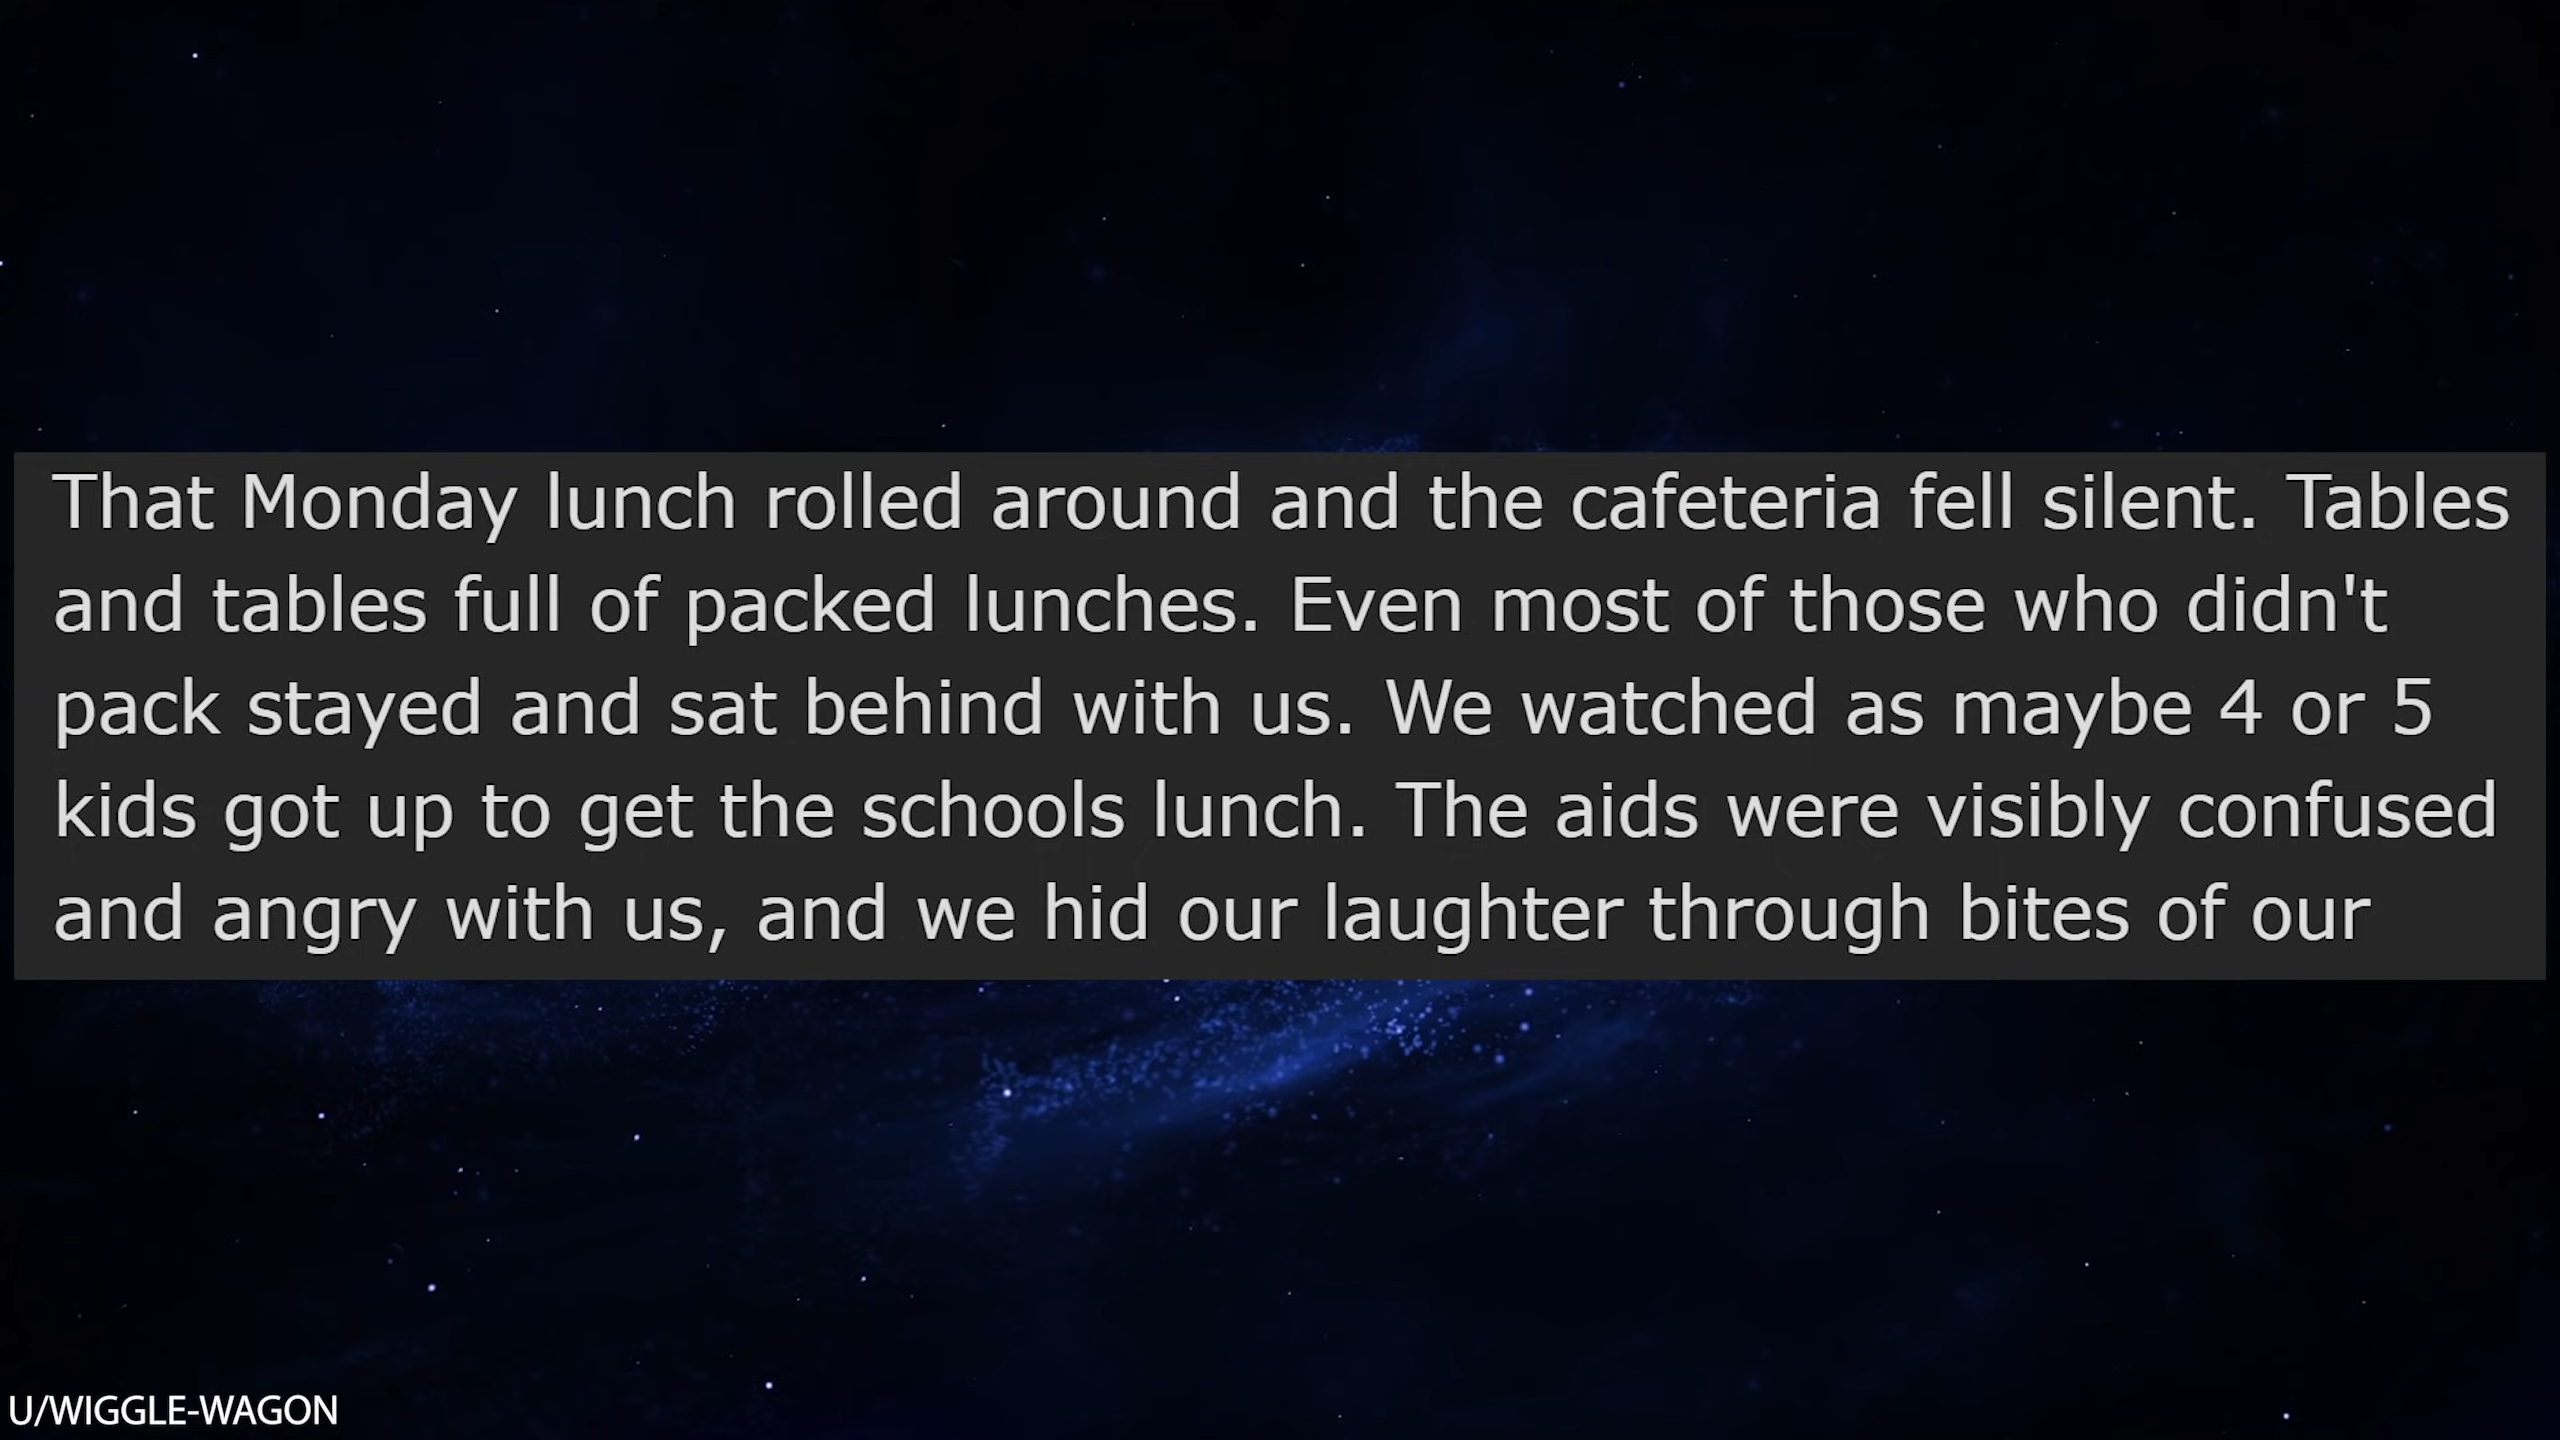 That Monday lunch rolled around and the cafeteria fell silent. Tables
and tables full of packed lunches. Even most of those who didn't
pack stayed and sat behind with us. We watched as maybe 4 or 5
kids got up to get the schools lunch. The aids were visibly confused
and angry with us, and we hid our laughter through bites of our
U/WIGGLE-WAGON